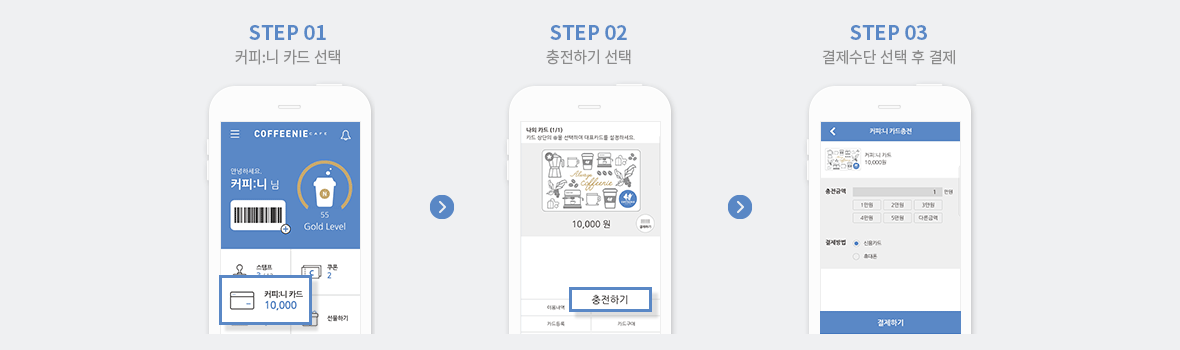 STEP 01
커피:니 카드 선택
COFFEENIE CAFE
안녕하세요.
커피:니 님
N
55
Gold Level
스탬프
쿠폰
2
커피:니 카드
10,000
선물하기
STEP 02
충전하기 선택
나의 카드 (1/1)
카드 상단의 ⊙를 선택하여 대표카드를 설정하세요.
Always
Coffeenie
10,000 원
결제하기
충전하기
이용내역
카드등록
카드구매
STEP 03
결제수단 선택 후 결제
커피:니 카드충전
커피:니 카드
10,000원
충전금액
1 만원
1만원 2만원 3만원
4만원 5만원 다른금액
결제방법
신용카드
휴대폰
결제하기